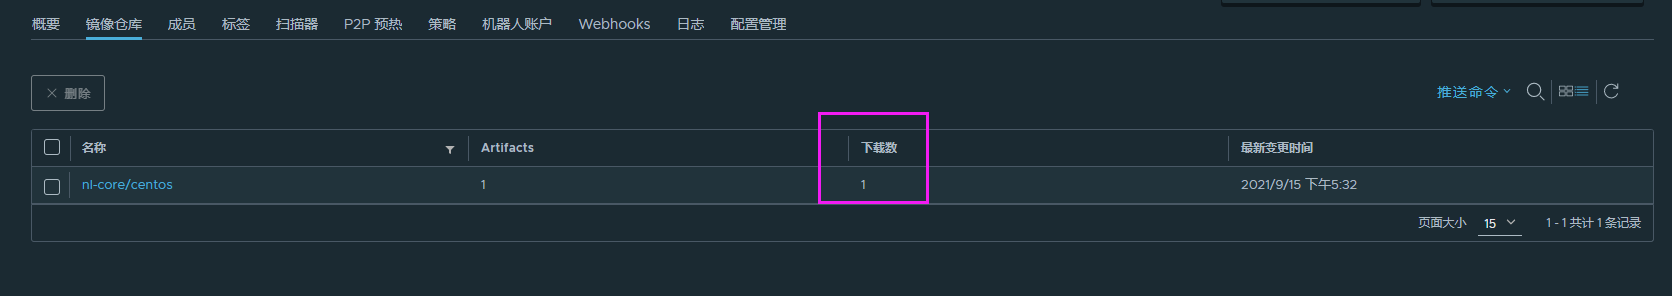 概要 镜像仓库 成员 标签 扫描器 P2P 预热 策略 机器人账户 Webhooks 日志 配置管理
删除 推送命令
名称 Artifacts 下载数 最新变更时间
nl-core/centos 1 1 2021/9/15 下午5:32
页面大小 15 1 - 1 共计 1 条记录